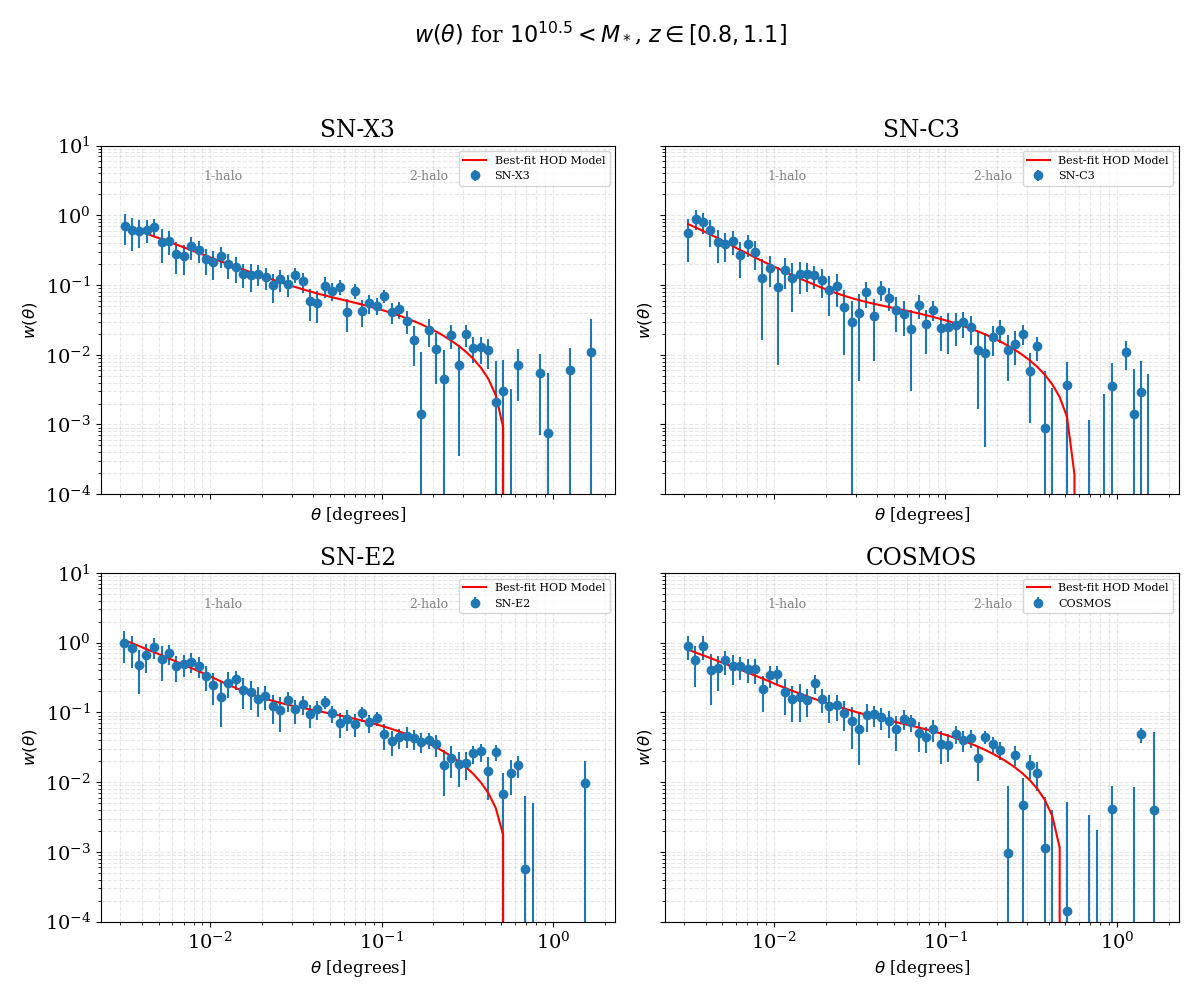 w(θ) for 10^10.5 < M_*, z ∈ [0.8, 1.1]
SN-X3
10^1
10^0
10^-1
10^-2
10^-3
10^-4
w(θ)
1-halo
2-halo
Best-fit HOD Model
SN-X3
θ [degrees]
SN-C3
w(θ)
1-halo
2-halo
Best-fit HOD Model
SN-C3
θ [degrees]
SN-E2
10^1
10^0
10^-1
10^-2
10^-3
10^-4
w(θ)
1-halo
2-halo
Best-fit HOD Model
SN-E2
10^-2
10^-1
10^0
θ [degrees]
COSMOS
w(θ)
1-halo
2-halo
Best-fit HOD Model
COSMOS
10^-2
10^-1
10^0
θ [degrees]